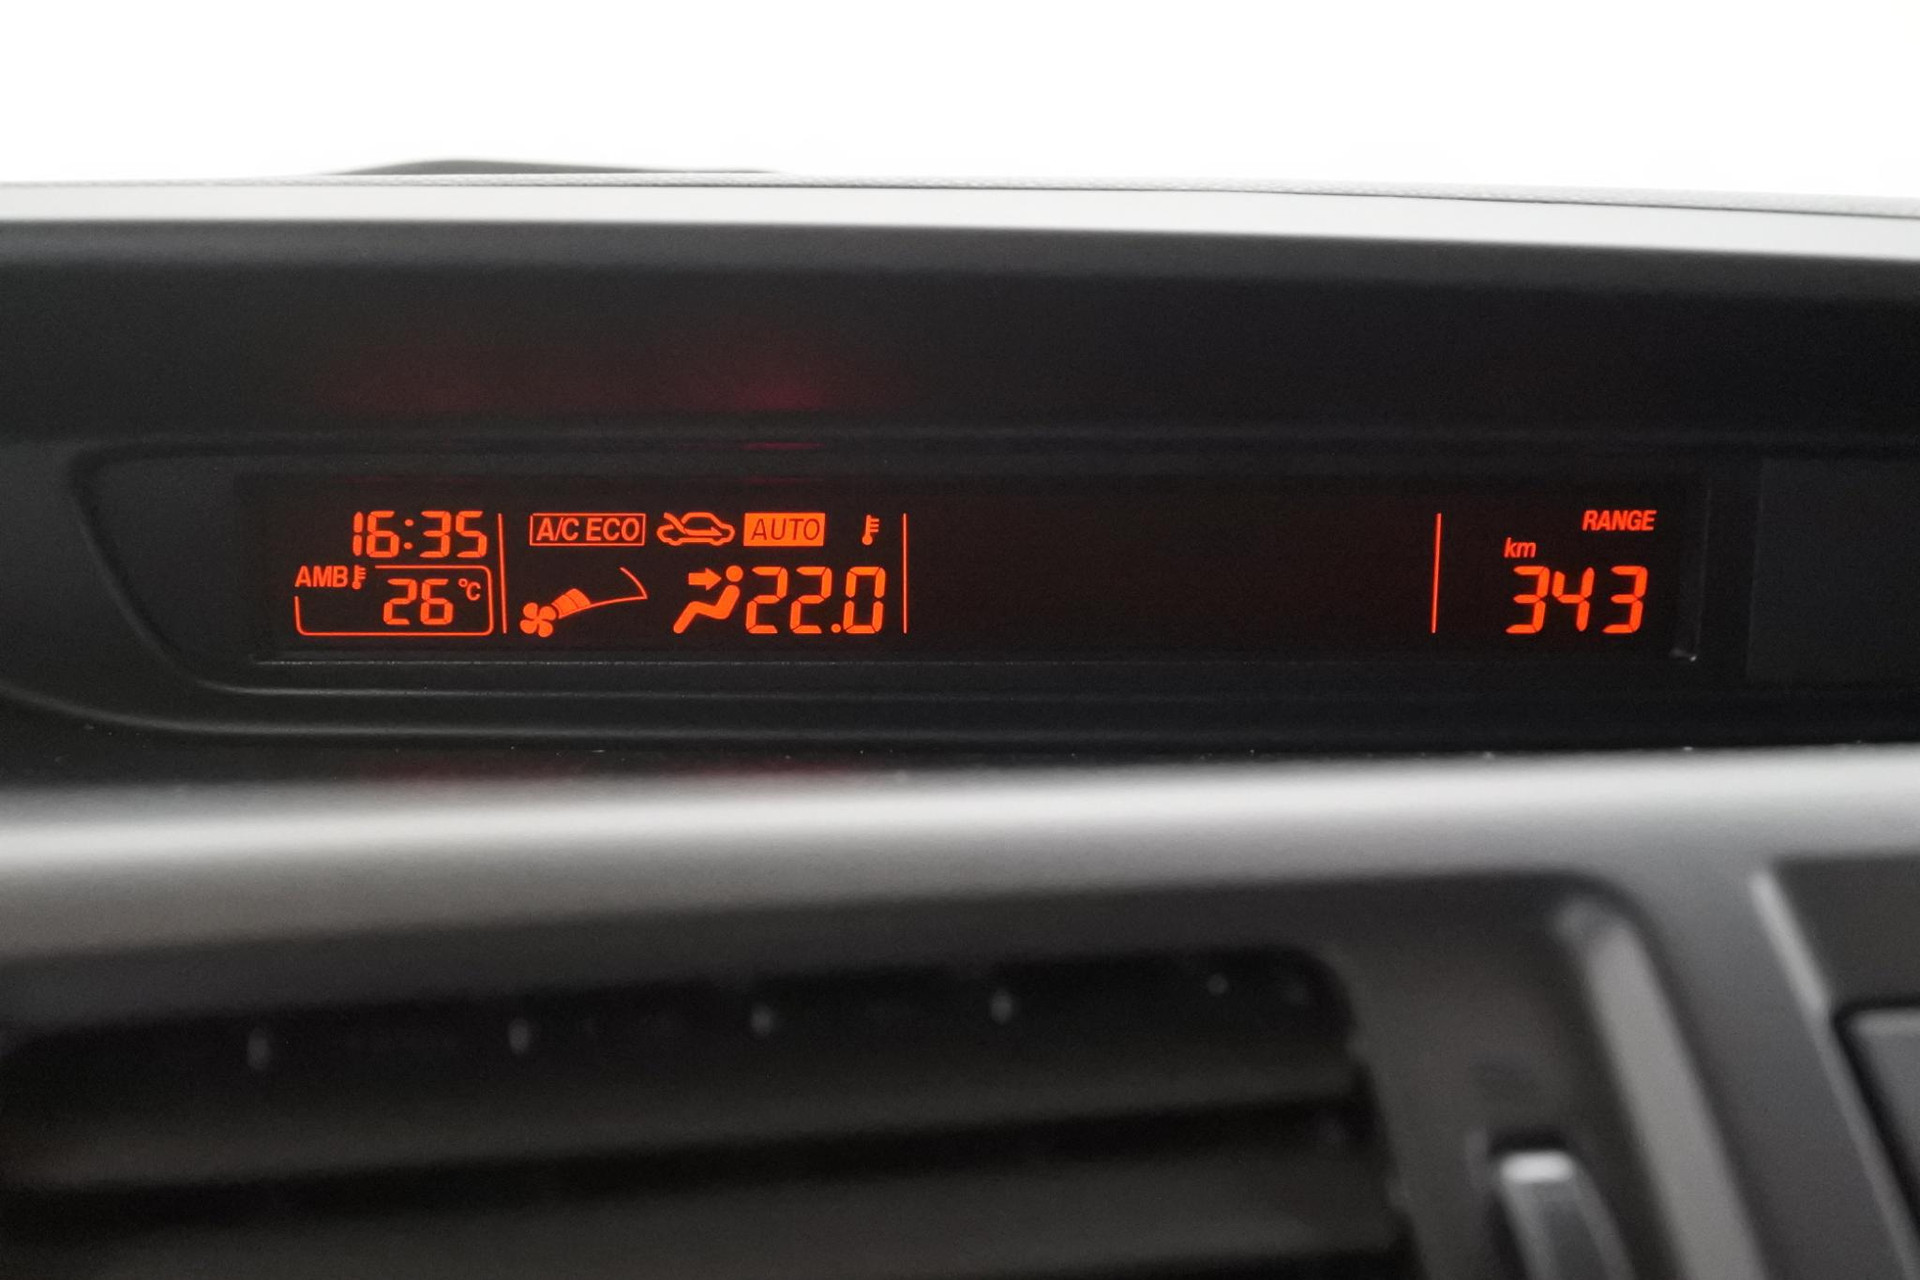 16:35
AMB 26°C
A/C ECO AUTO
22.0
RANGE
km
343